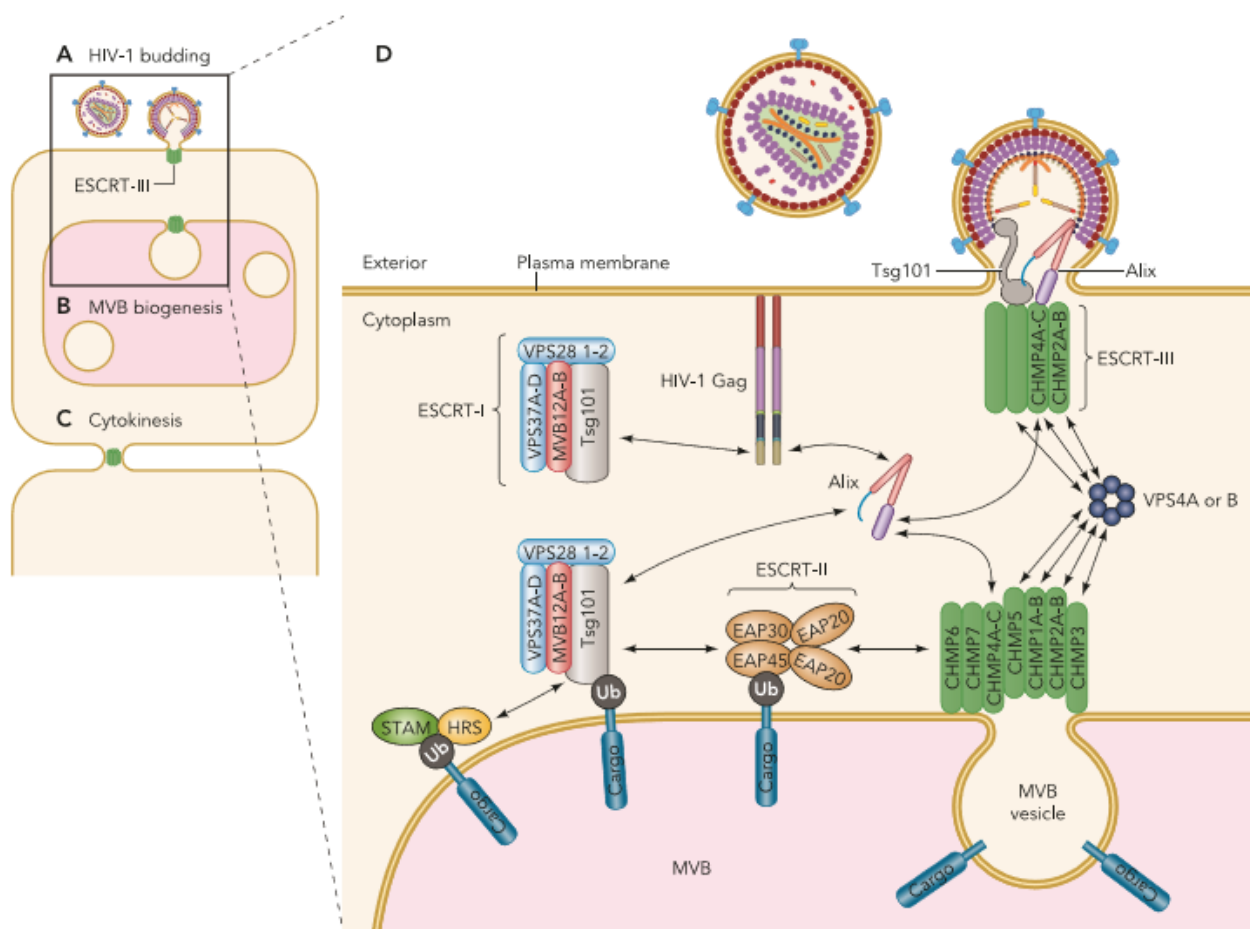 A HIV-1 budding
ESCRT-III
B MVB biogenesis
C Cytokinesis
D
Exterior
Plasma membrane
Tsg101
Alix
Cytoplasm
VPS28 1-2
VPS37A-D
MVB12A-B
Tsg101
ESCRT-I
HIV-1 Gag
CHMP4A-C
CHMP2A-B
ESCRT-III
Alix
VPS4A or B
VPS28 1-2
VPS37A-D
MVB12A-B
Tsg101
ESCRT-II
EAP30
EAP20
EAP45
EAP20
CHMP6
CHMP7
CHMP4A-C
CHMP5
CHMP1A-B
CHMP2A-B
CHMP3
Ub
Ub
STAM
HRS
Ub
Cargo
Cargo
Cargo
MVB
vesicle
MVB
Cargo
Cargo